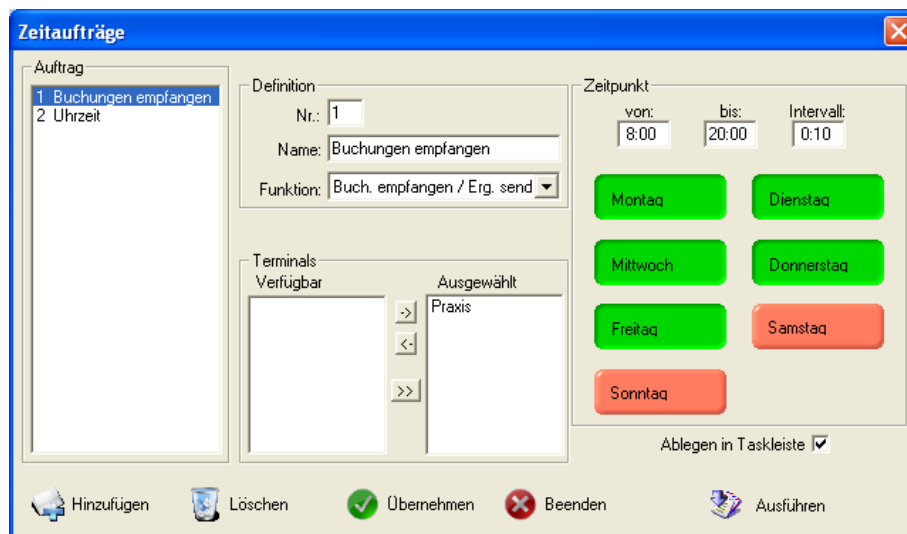 Zeitaufträge
Auftrag
1 Buchungen empfangen
2 Uhrzeit
Definition
Nr.: 1
Name: Buchungen empfangen
Funktion: Buch. empfangen / Erg. send
Terminals
Verfügbar
Ausgewählt
->
<-
>>
Praxis
Zeitpunkt
von: bis: Intervall:
8:00 20:00 0:10
Montag Dienstag
Mittwoch Donnerstag
Freitag Samstag
Sonntag
Ablegen in Taskleiste
Hinzufügen Löschen Übernehmen Beenden Ausführen